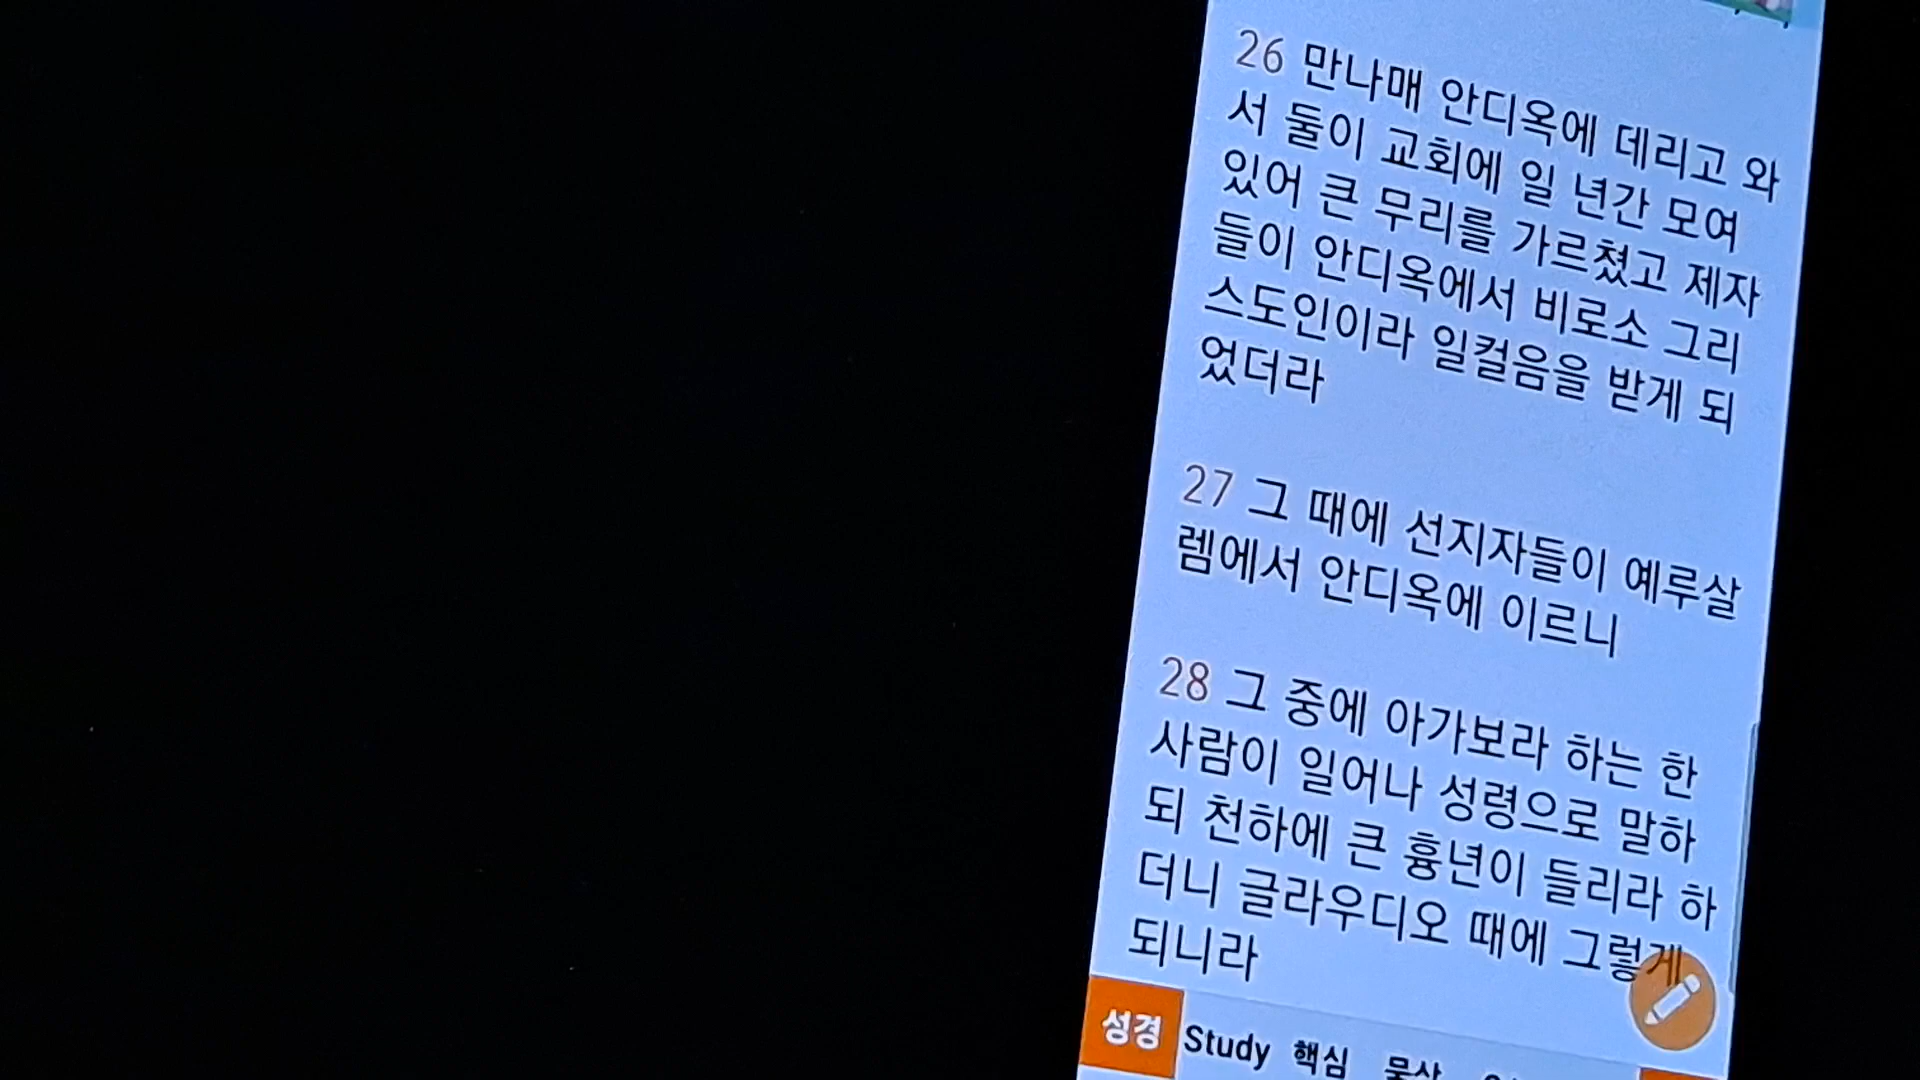 26 만나매 안디옥에 데리고 와
서 둘이 교회에 일 년간 모여
있어 큰 무리를 가르쳤고 제자
들이 안디옥에서 비로소 그리
스도인이라 일컬음을 받게 되
었더라
27 그 때에 선지자들이 예루살
렘에서 안디옥에 이르니
28 그 중에 아가보라 하는 한
사람이 일어나 성령으로 말하
되 천하에 큰 흉년이 들리라 하
더니 글라우디오 때에 그렇게
되니라
성경 Study 핵심